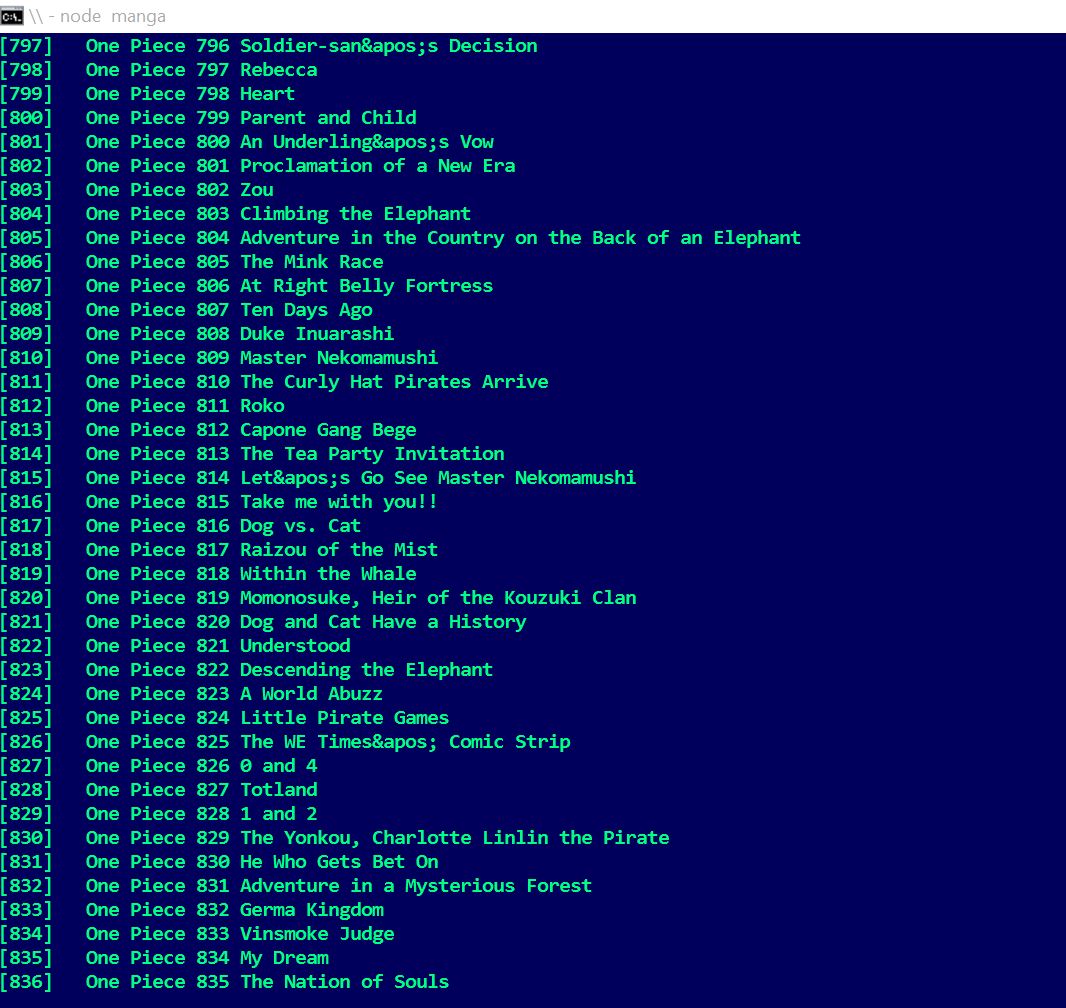 \\ - node  manga
[797]   One Piece 796 Soldier-san&apos;s Decision
[798]   One Piece 797 Rebecca
[799]   One Piece 798 Heart
[800]   One Piece 799 Parent and Child
[801]   One Piece 800 An Underling&apos;s Vow
[802]   One Piece 801 Proclamation of a New Era
[803]   One Piece 802 Zou
[804]   One Piece 803 Climbing the Elephant
[805]   One Piece 804 Adventure in the Country on the Back of an Elephant
[806]   One Piece 805 The Mink Race
[807]   One Piece 806 At Right Belly Fortress
[808]   One Piece 807 Ten Days Ago
[809]   One Piece 808 Duke Inuarashi
[810]   One Piece 809 Master Nekomamushi
[811]   One Piece 810 The Curly Hat Pirates Arrive
[812]   One Piece 811 Roko
[813]   One Piece 812 Capone Gang Bege
[814]   One Piece 813 The Tea Party Invitation
[815]   One Piece 814 Let&apos;s Go See Master Nekomamushi
[816]   One Piece 815 Take me with you!!
[817]   One Piece 816 Dog vs. Cat
[818]   One Piece 817 Raizou of the Mist
[819]   One Piece 818 Within the Whale
[820]   One Piece 819 Momonosuke, Heir of the Kouzuki Clan
[821]   One Piece 820 Dog and Cat Have a History
[822]   One Piece 821 Understood
[823]   One Piece 822 Descending the Elephant
[824]   One Piece 823 A World Abuzz
[825]   One Piece 824 Little Pirate Games
[826]   One Piece 825 The WE Times&apos; Comic Strip
[827]   One Piece 826 0 and 4
[828]   One Piece 827 Totland
[829]   One Piece 828 1 and 2
[830]   One Piece 829 The Yonkou, Charlotte Linlin the Pirate
[831]   One Piece 830 He Who Gets Bet On
[832]   One Piece 831 Adventure in a Mysterious Forest
[833]   One Piece 832 Germa Kingdom
[834]   One Piece 833 Vinsmoke Judge
[835]   One Piece 834 My Dream
[836]   One Piece 835 The Nation of Souls